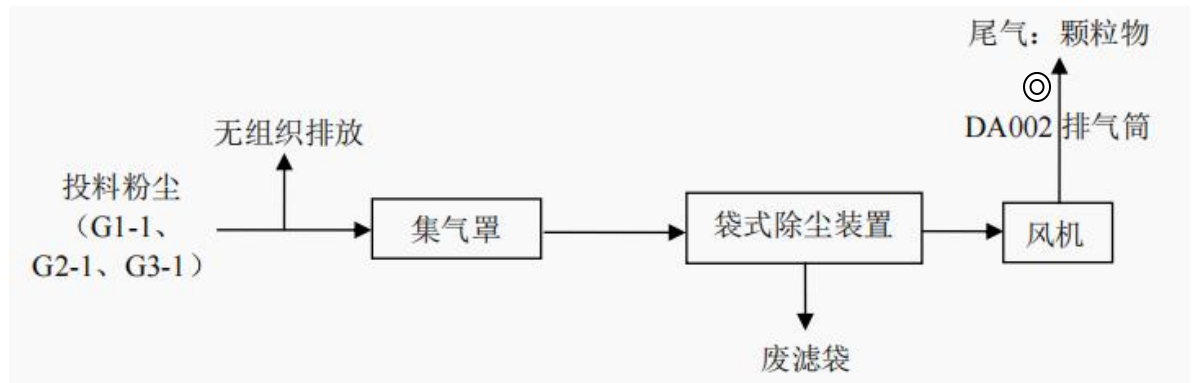 尾气：颗粒物
DA002 排气筒
无组织排放
投料粉尘
（G1-1、
G2-1、G3-1）
集气罩
袋式除尘装置
风机
废滤袋